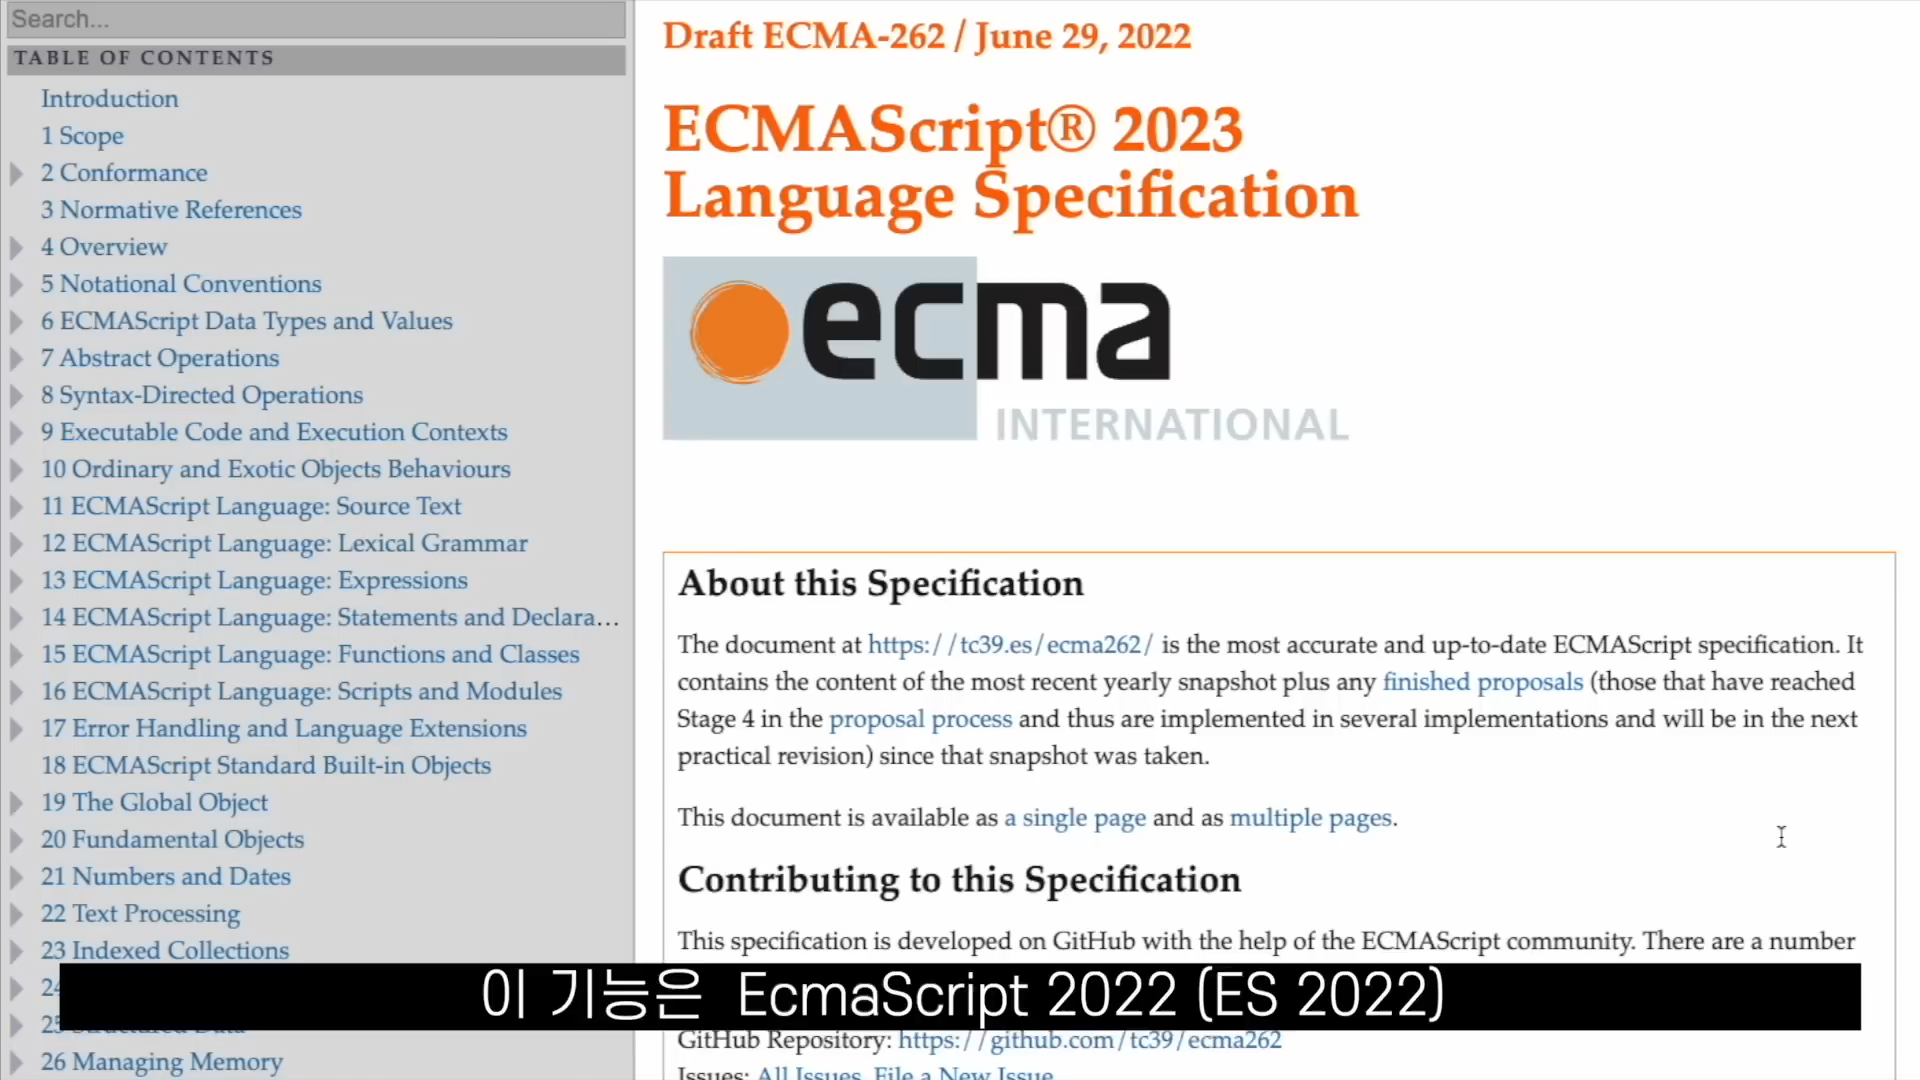 Search...
TABLE OF CONTENTS
Introduction
1 Scope
2 Conformance
3 Normative References
4 Overview
5 Notational Conventions
6 ECMAScript Data Types and Values
7 Abstract Operations
8 Syntax-Directed Operations
9 Executable Code and Execution Contexts
10 Ordinary and Exotic Objects Behaviours
11 ECMAScript Language: Source Text
12 ECMAScript Language: Lexical Grammar
13 ECMAScript Language: Expressions
14 ECMAScript Language: Statements and Declara...
15 ECMAScript Language: Functions and Classes
16 ECMAScript Language: Scripts and Modules
17 Error Handling and Language Extensions
18 ECMAScript Standard Built-in Objects
19 The Global Object
20 Fundamental Objects
21 Numbers and Dates
22 Text Processing
23 Indexed Collections
24
25 Structured Data
26 Managing Memory
Draft ECMA-262 / June 29, 2022
ECMAScript® 2023
Language Specification
ecma
INTERNATIONAL
About this Specification
The document at https://tc39.es/ecma262/ is the most accurate and up-to-date ECMAScript specification. It
contains the content of the most recent yearly snapshot plus any finished proposals (those that have reached
Stage 4 in the proposal process and thus are implemented in several implementations and will be in the next
practical revision) since that snapshot was taken.
This document is available as a single page and as multiple pages.
Contributing to this Specification
This specification is developed on GitHub with the help of the ECMAScript community. There are a number
이 기능은 EcmaScript 2022 (ES 2022)
GitHub Repository: https://github.com/tc39/ecma262
Issues: All Issues, File a New Issue